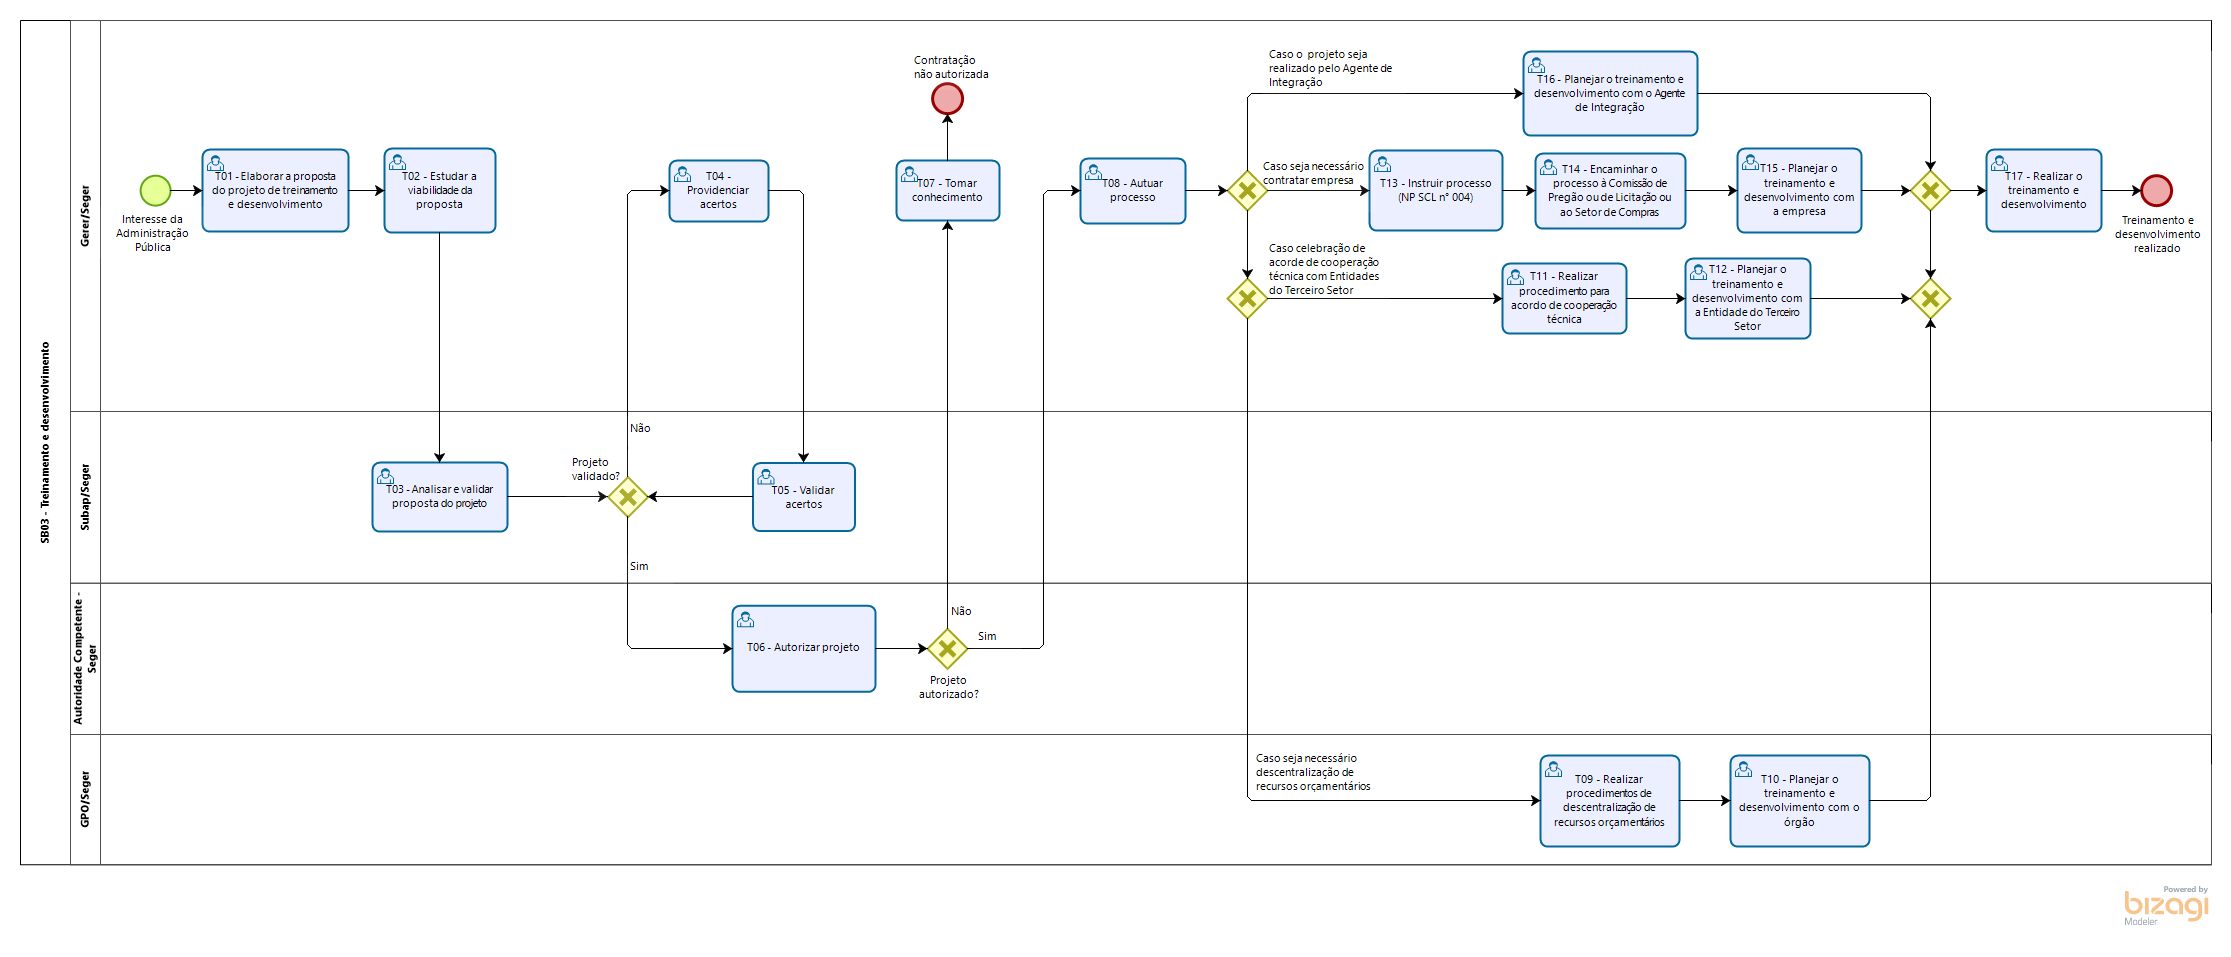 SB03 - Treinamento e desenvolvimento
Gerer/Seger
Interesse da
Administração
Pública
T01 - Elaborar a proposta
do projeto de treinamento
e desenvolvimento
T02 - Estudar a
viabilidade da
proposta
T04 -
Providenciar
acertos
Contratação
não autorizada
T07 - Tomar
conhecimento
T08 - Autuar
processo
Caso o projeto seja
realizado pelo Agente de
Integração
T16 - Planejar o treinamento e
desenvolvimento com o Agente
de Integração
Caso seja necessário
contratar empresa
T13 - Instruir processo
(NP SCL n° 004)
T14 - Encaminhar o
processo à Comissão de
Pregão ou de Licitação ou
ao Setor de Compras
T15 - Planejar o
treinamento e
desenvolvimento com
a empresa
T17 - Realizar o
treinamento e
desenvolvimento
Treinamento e
desenvolvimento
realizado
Caso celebração de
acorde de cooperação
técnica com Entidades
do Terceiro Setor
T11 - Realizar
procedimento para
acordo de cooperação
técnica
T12 - Planejar o
treinamento e
desenvolvimento com
a Entidade do Terceiro
Setor
Subap/Seger
T03 - Analisar e validar
proposta do projeto
Projeto
validado?
Não
Sim
T05 - Validar
acertos
Autoridade Competente -
Seger
T06 - Autorizar projeto
Projeto
autorizado?
Não
Sim
GPO/Seger
Caso seja necessário
descentralização de
recursos orçamentários
T09 - Realizar
procedimentos de
descentralização de
recursos orçamentários
T10 - Planejar o
treinamento e
desenvolvimento com o
órgão
Powered by
bizagi
Modeler